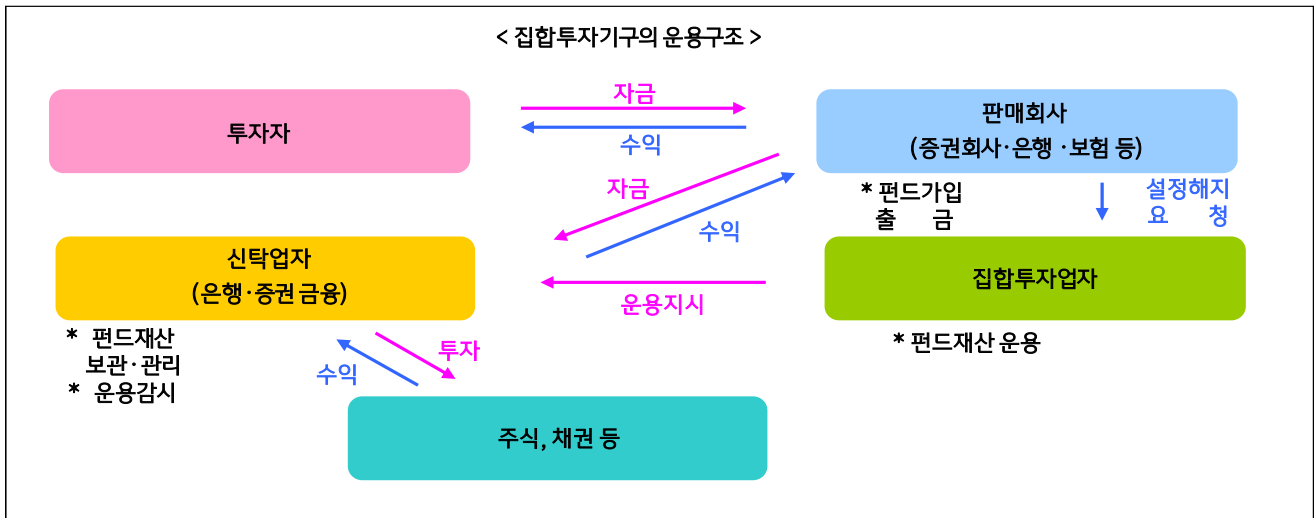 < 집합투자기구의 운용구조 >
투자자
자금
수익
판매회사
(증권회사·은행 ·보험 등)
* 펀드가입
출 금
설정해지
요 청
자금
수익
신탁업자
(은행·증권 금융)
운용지시
집합투자업자
* 펀드재산
보관·관리
* 운용감시
수익
투자
* 펀드재산 운용
주식, 채권 등